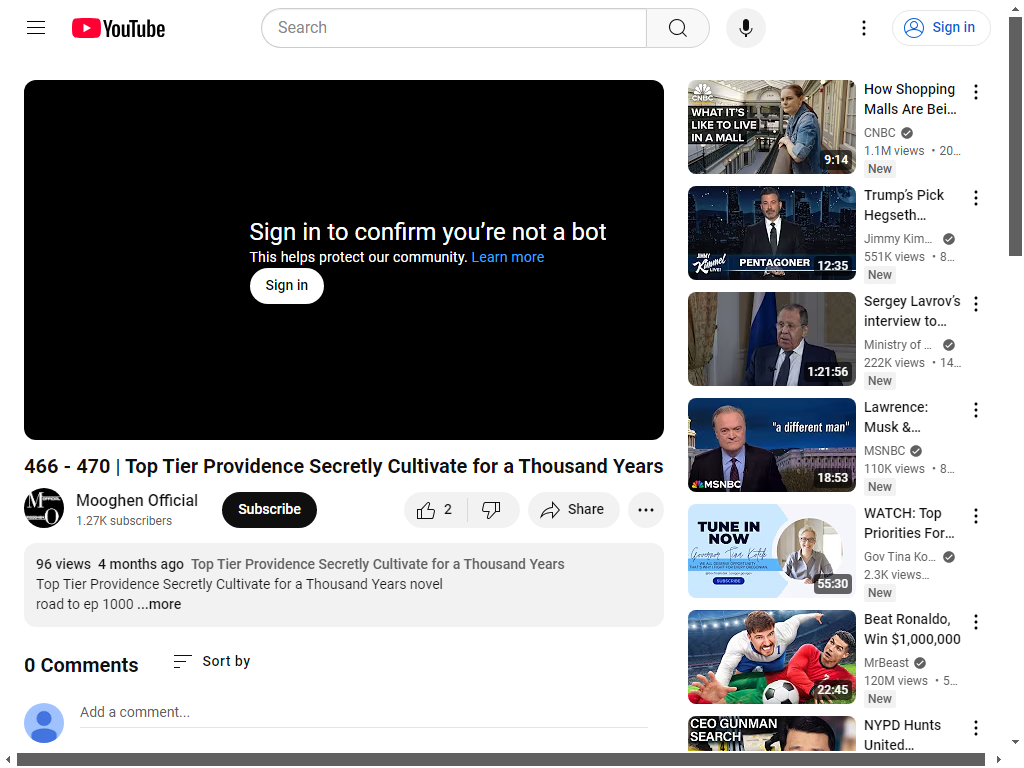 YouTube
Search
Sign in
Sign in to confirm you're not a bot
This helps protect our community. Learn more
Sign in
466 - 470 | Top Tier Providence Secretly Cultivate for a Thousand Years
Mooghen Official
1.27K subscribers
Subscribe
2
Share
96 views 4 months ago Top Tier Providence Secretly Cultivate for a Thousand Years
Top Tier Providence Secretly Cultivate for a Thousand Years novel
road to ep 1000 ...more
0 Comments
Sort by
Add a comment...
CNBC
WHAT IT'S
LIKE TO LIVE
IN A MALL
9:14
How Shopping
Malls Are Bei...
CNBC
1.1M views • 20...
New
JIMMY
KIMMEL
LIVE!
PENTAGONER
12:35
Trump's Pick
Hegseth...
Jimmy Kim...
551K views • 8...
New
1:21:56
Sergey Lavrov's
interview to...
Ministry of ...
222K views • 14...
New
"a different man"
MSNBC
18:53
Lawrence:
Musk &...
MSNBC
110K views • 8...
New
TUNE IN
NOW
Governor Tina Kotek
SUBSCRIBE
55:30
WATCH: Top
Priorities For...
Gov Tina Ko...
2.3K views...
New
22:45
Beat Ronaldo,
Win $1,000,000
MrBeast
120M views • 5...
New
CEO GUNMAN
SEARCH
NYPD Hunts
United...